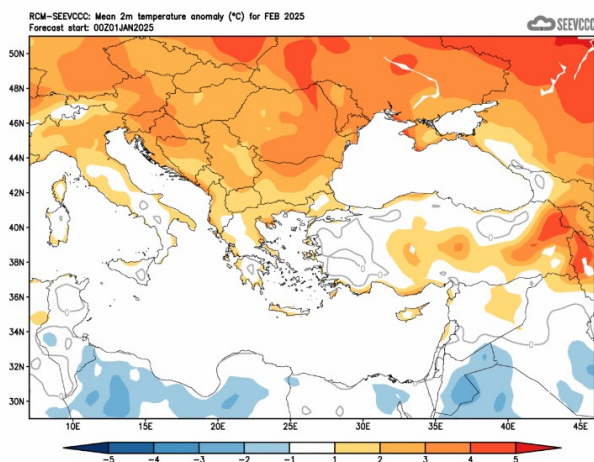 RCM-SEEVCCC: Mean 2m temperature anomaly (°C) for FEB 2025
Forecast start: 00Z01JAN2025
SEEVCCC
50N
48N
46N
44N
42N
40N
38N
36N
34N
32N
30N
10E 15E 20E 25E 30E 35E 40E 45E
-5 -4 -3 -2 -1 1 2 3 4 5